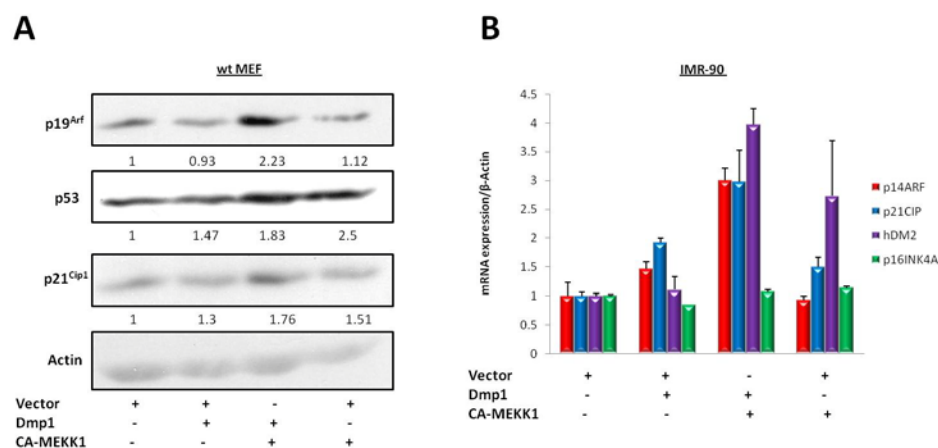 A
wt MEF
p19Arf
1 0.93 2.23 1.12
p53
1 1.47 1.83 2.5
p21Cip1
1 1.3 1.76 1.51
Actin
Vector + + - +
Dmp1 - + + -
CA-MEKK1 - - + +
B
IMR-90
mRNA expression/β-Actin
4.5
4
3.5
3
2.5
2
1.5
1
0.5
0
p14ARF
p21CIP
hDM2
p16INK4A
Vector + + - +
Dmp1 - + + -
CA-MEKK1 - - + +